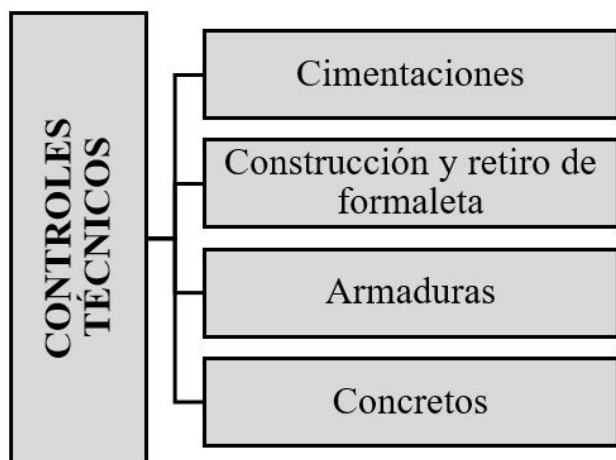 CONTROLES
TÉCNICOS
Cimentaciones
Construcción y retiro de
formaleta
Armaduras
Concretos